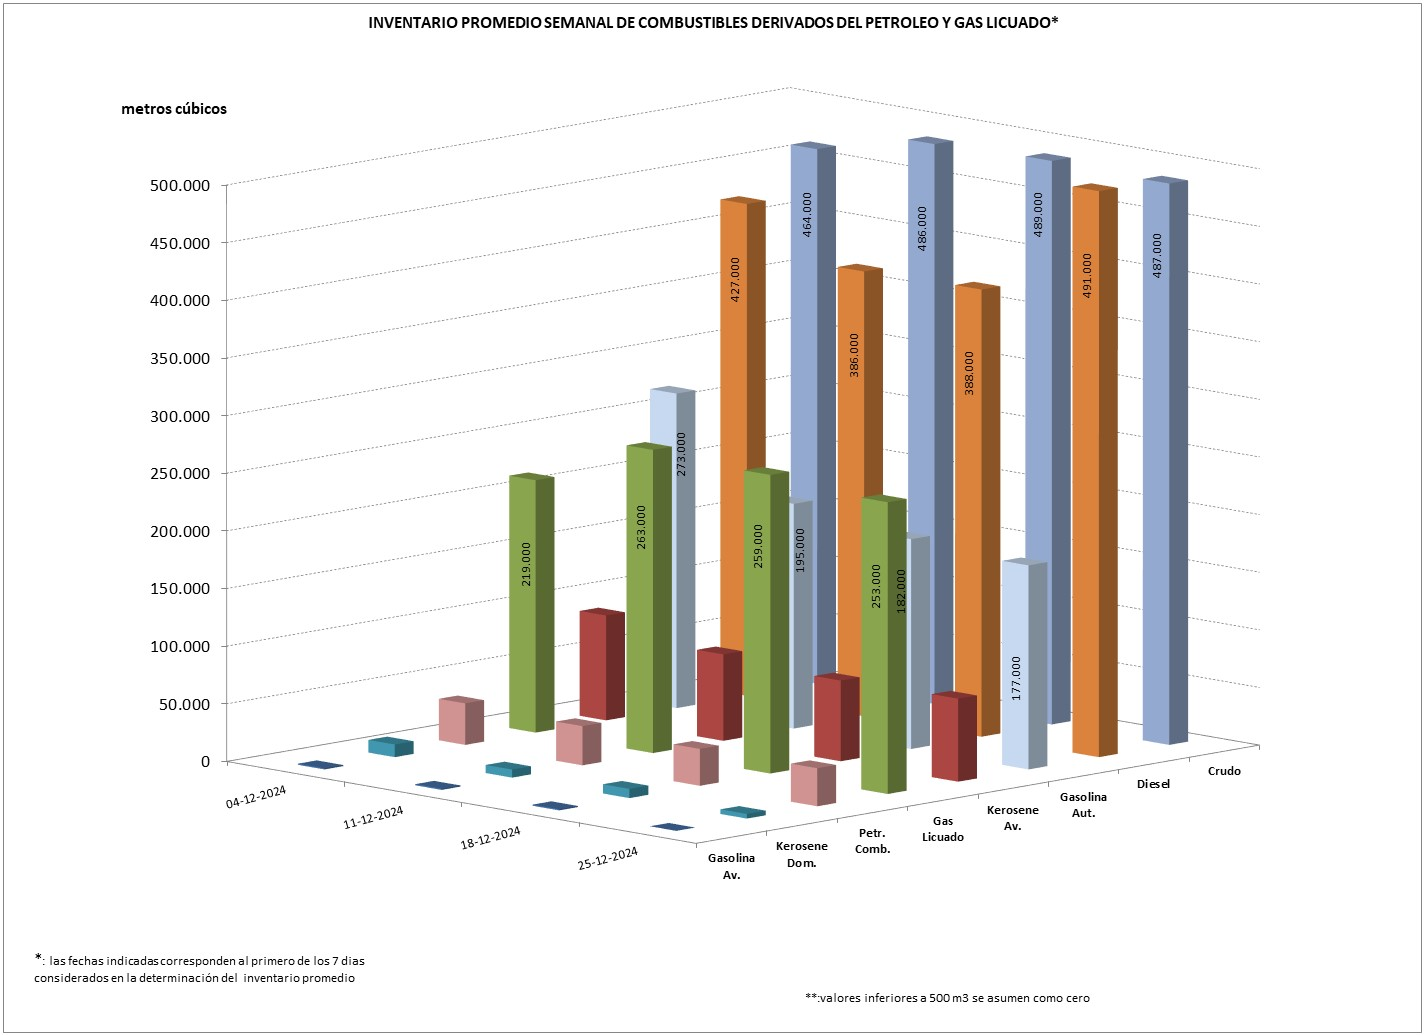 INVENTARIO PROMEDIO SEMANAL DE COMBUSTIBLES DERIVADOS DEL PETROLEO Y GAS LICUADO*
metros cúbicos
500.000
450.000
400.000
350.000
300.000
250.000
200.000
150.000
100.000
50.000
0
464.000
486.000
489.000
487.000
427.000
386.000
388.000
491.000
273.000
195.000
182.000
177.000
219.000
263.000
259.000
253.000
04-12-2024
11-12-2024
18-12-2024
25-12-2024
Gasolina
Av.
Kerosene
Dom.
Petr.
Comb.
Gas
Licuado
Kerosene
Av.
Gasolina
Aut.
Diesel
Crudo
*: las fechas indicadas corresponden al primero de los 7 dias
considerados en la determinación del inventario promedio
**:valores inferiores a 500 m3 se asumen como cero